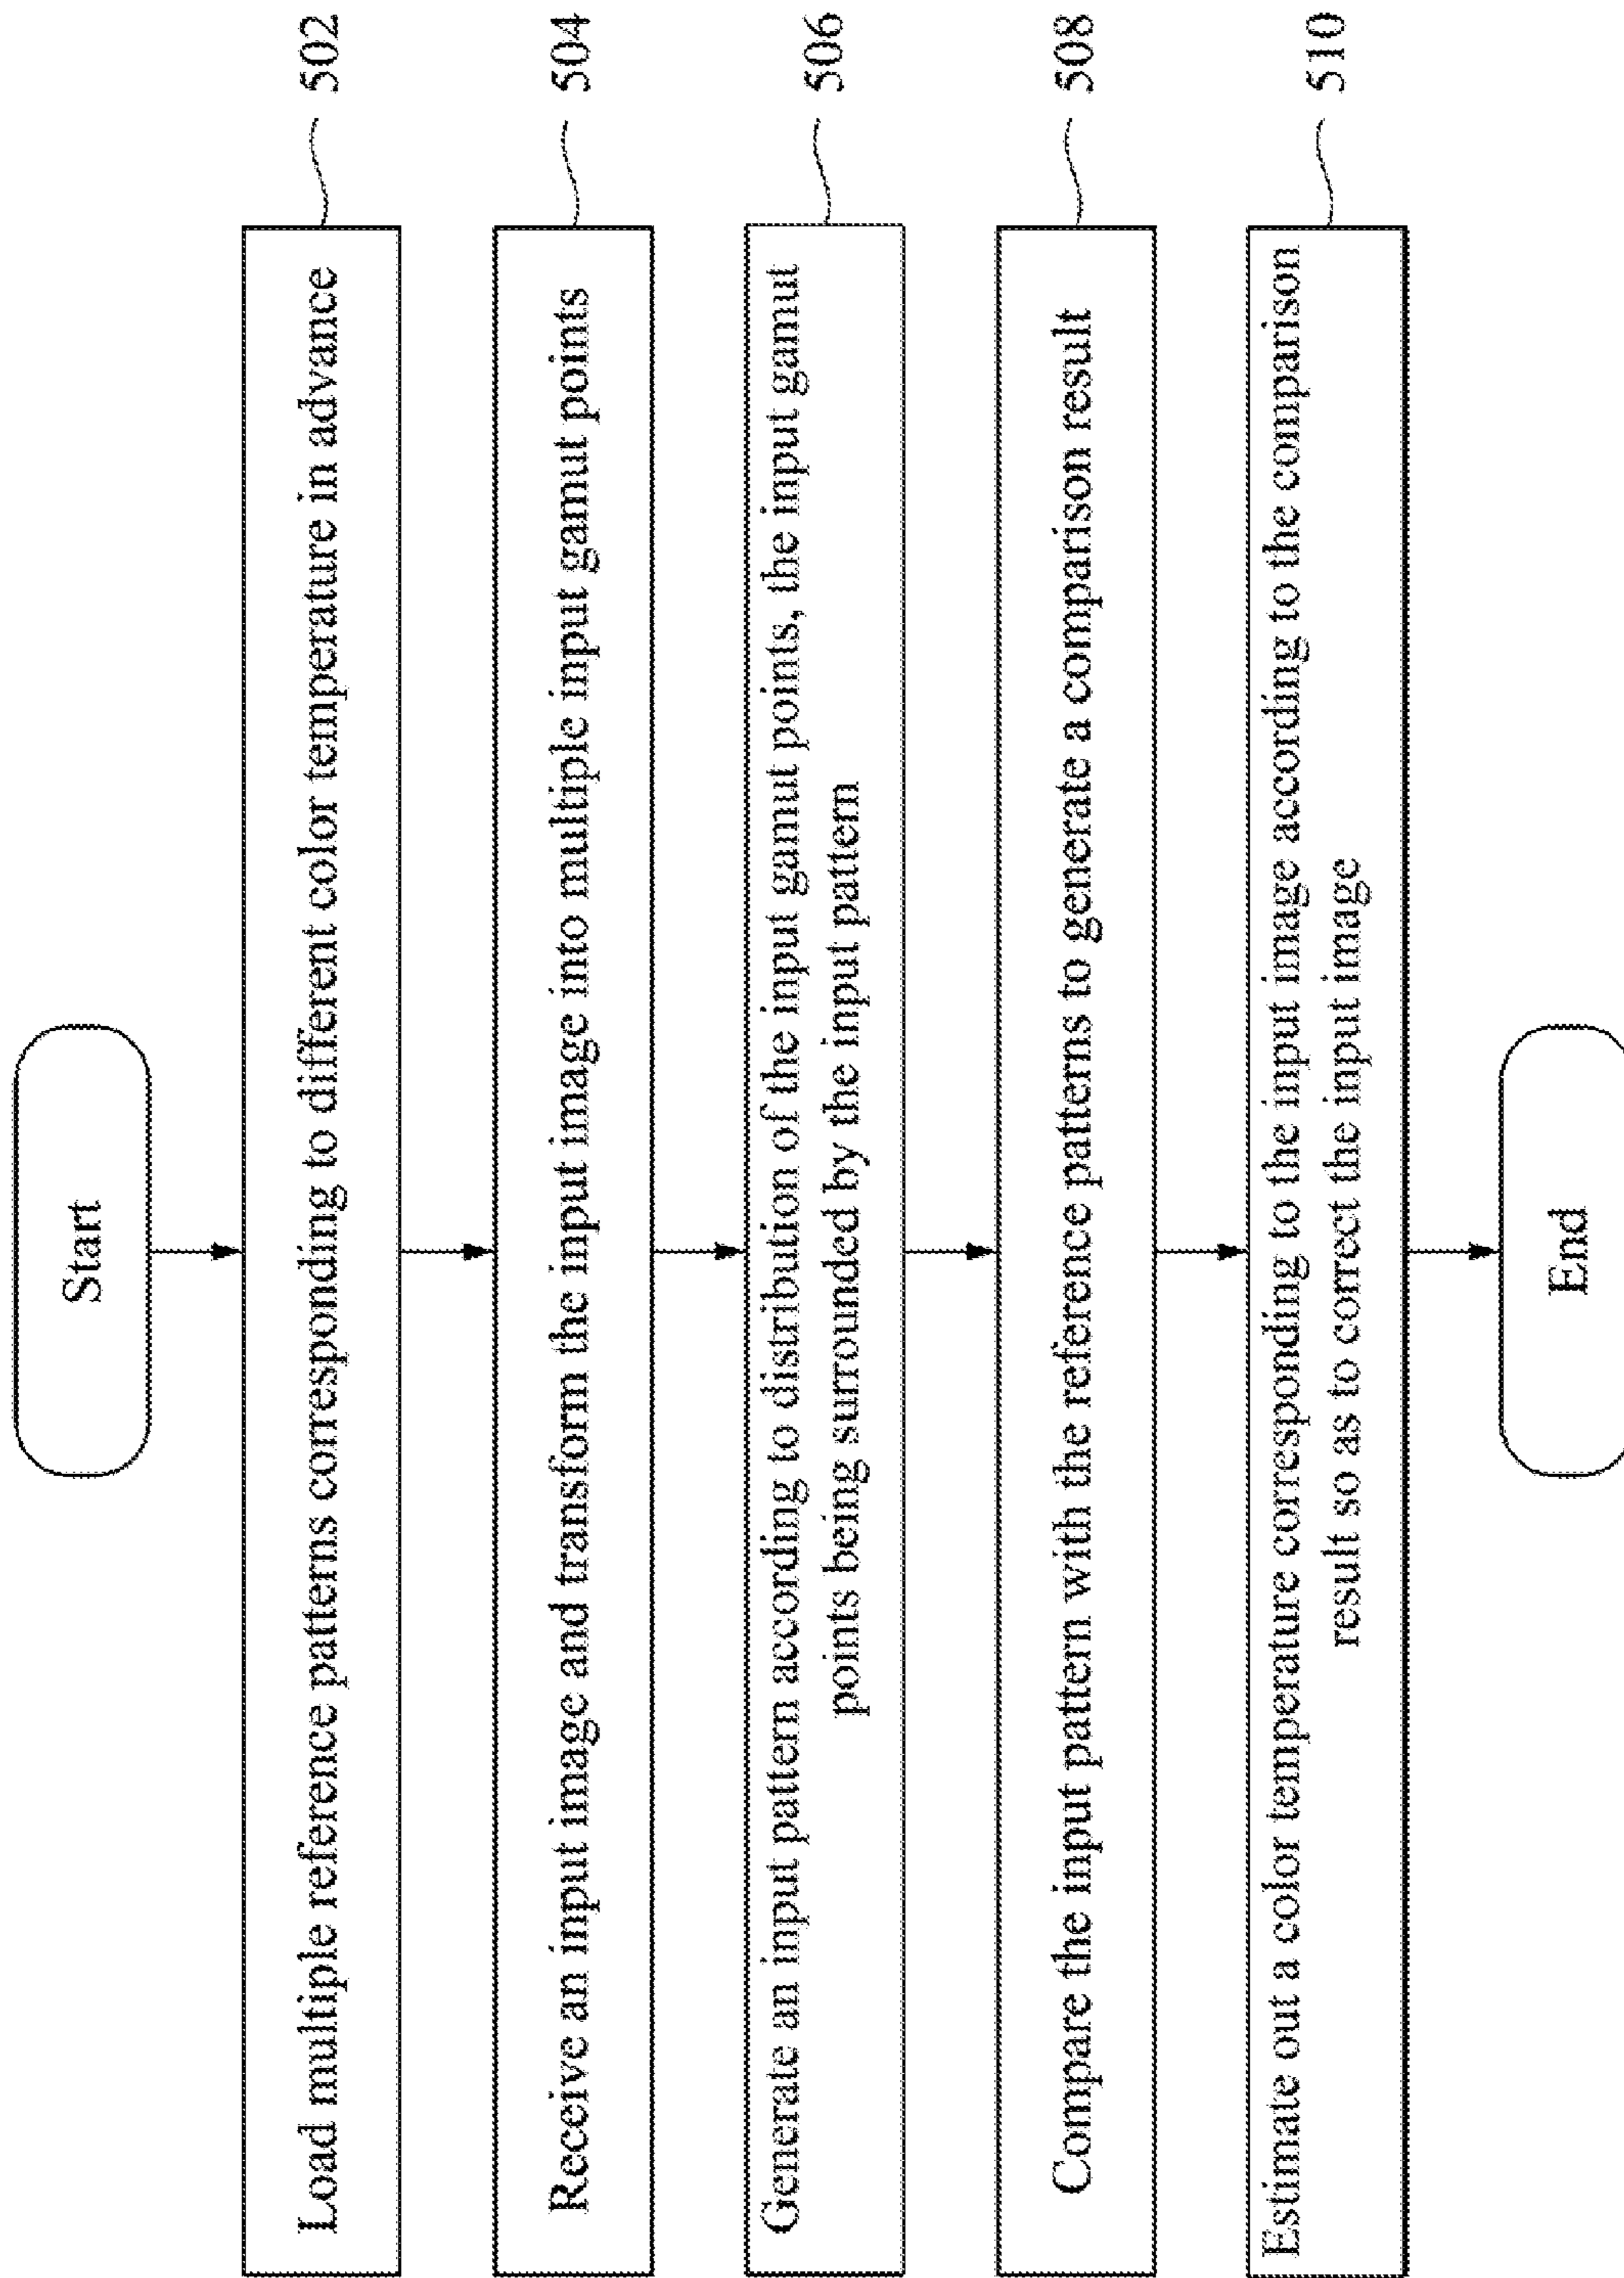 Start
Load multiple reference patterns corresponding to different color temperature in advance
502
Receive an input image and transform the input image into multiple input gamut points
504
Generate an input pattern according to distribution of the input gamut points, the input gamut
points being surrounded by the input pattern
506
Compare the input pattern with the reference patterns to generate a comparison result
508
Estimate out a color temperature corresponding to the input image according to the comparison
result so as to correct the input image
510
End